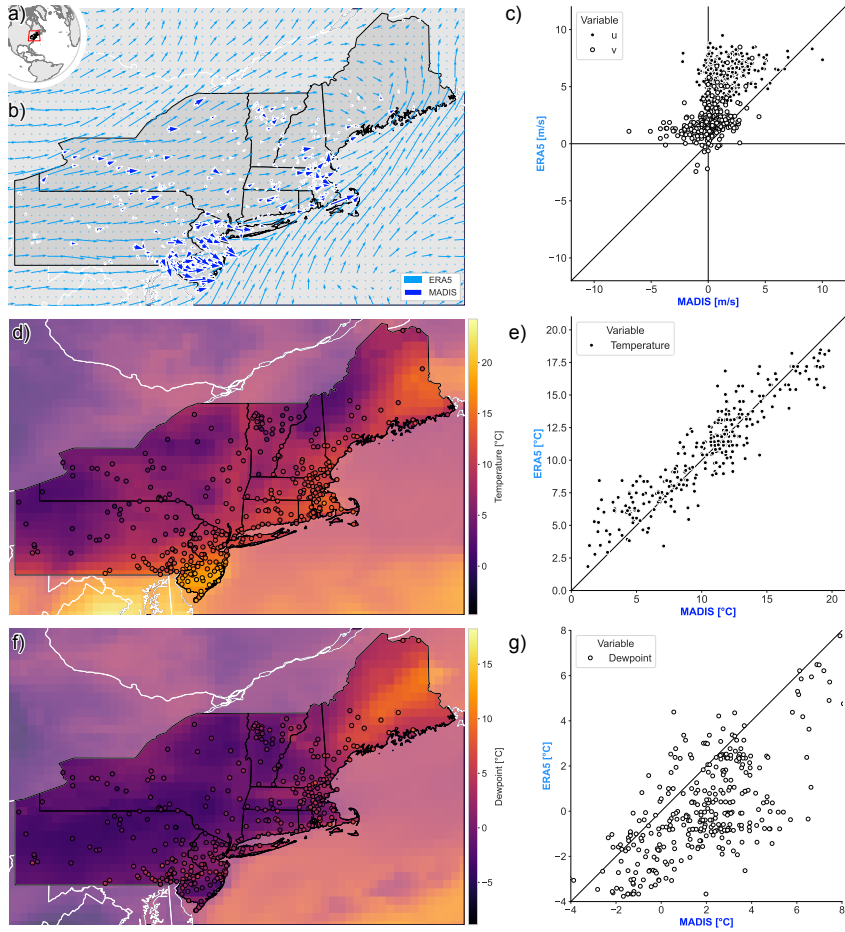 a)
b)
ERA5
MADIS
c)
Variable
u
v
ERA5 [m/s]
10
5
0
−5
−10
−10
−5
0
5
10
MADIS [m/s]
d)
20
15
10
5
0
Temperature [°C]
e)
Variable
Temperature
ERA5 [°C]
20.0
17.5
15.0
12.5
10.0
7.5
5.0
2.5
0.0
0
5
10
15
20
MADIS [°C]
f)
15
10
5
0
−5
Dewpoint [°C]
g)
Variable
Dewpoint
ERA5 [°C]
8
6
4
2
0
−2
−4
−4
−2
0
2
4
6
8
MADIS [°C]